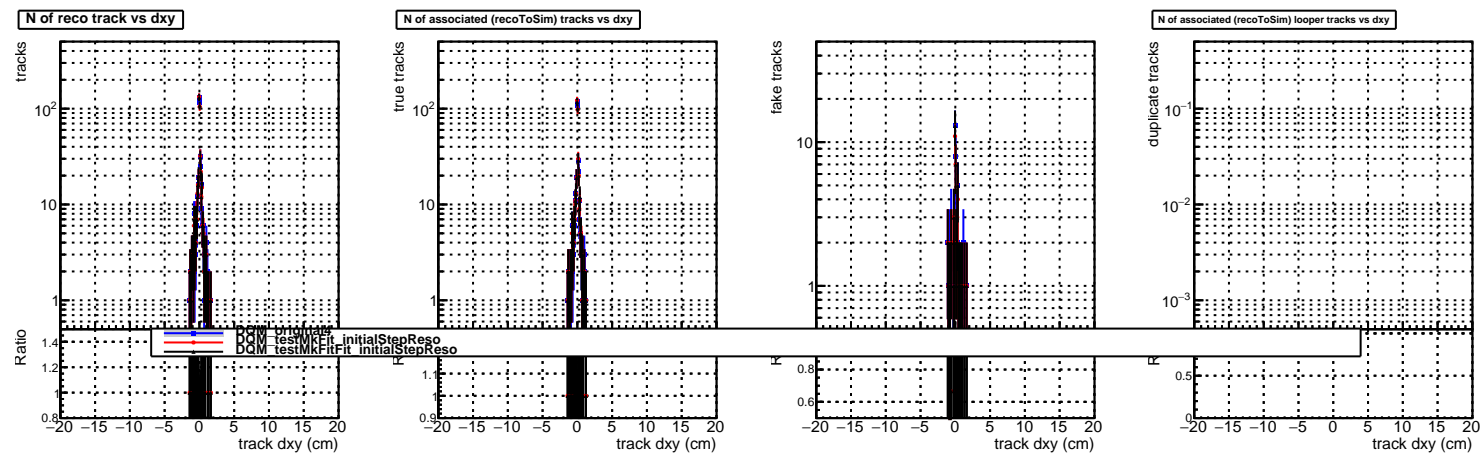 N of reco track vs dxy
N of associated (recoToSim) tracks vs dxy
N of associated (recoToSim) looper tracks vs dxy
tracks
10²
10
1
true tracks
10²
10
1
fake tracks
10
1
duplicate tracks
10⁻¹
10⁻²
10⁻³
DQM_original4
DQM_testMkFit_initialStepReso
DQM_testMkFitFit_initialStepReso
Ratio
1.4
1.2
1
0.8
1.1
1
0.9
0.8
0.6
0.5
0
−20 −15 −10 −5 0 5 10 15 20
track dxy (cm)
−20 −15 −10 −5 0 5 10 15 20
track dxy (cm)
−20 −15 −10 −5 0 5 10 15 20
track dxy (cm)
−20 −15 −10 −5 0 5 10 15 20
track dxy (cm)